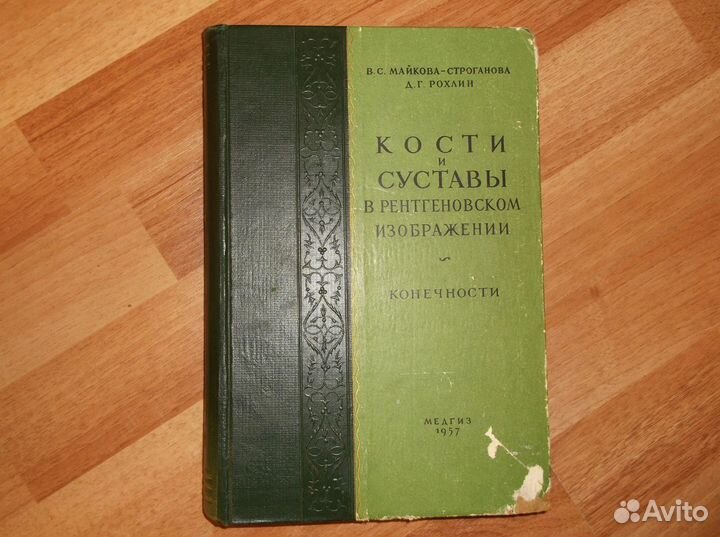 В. С. МАЙКОВА-СТРОГАНОВА
Д. Г. РОХЛИН
КОСТИ
И
СУСТАВЫ
В РЕНТГЕНОВСКОМ
ИЗОБРАЖЕНИИ
КОНЕЧНОСТИ
МЕДГИЗ
1957
Avito